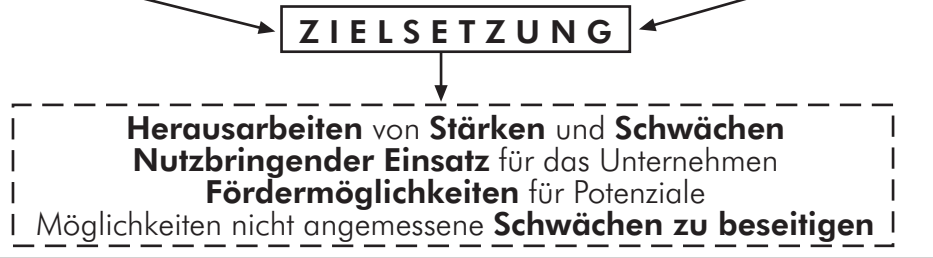 ZIELSETZUNG
Herausarbeiten von Stärken und Schwächen
Nutzbringender Einsatz für das Unternehmen
Fördermöglichkeiten für Potenziale
Möglichkeiten nicht angemessene Schwächen zu beseitigen